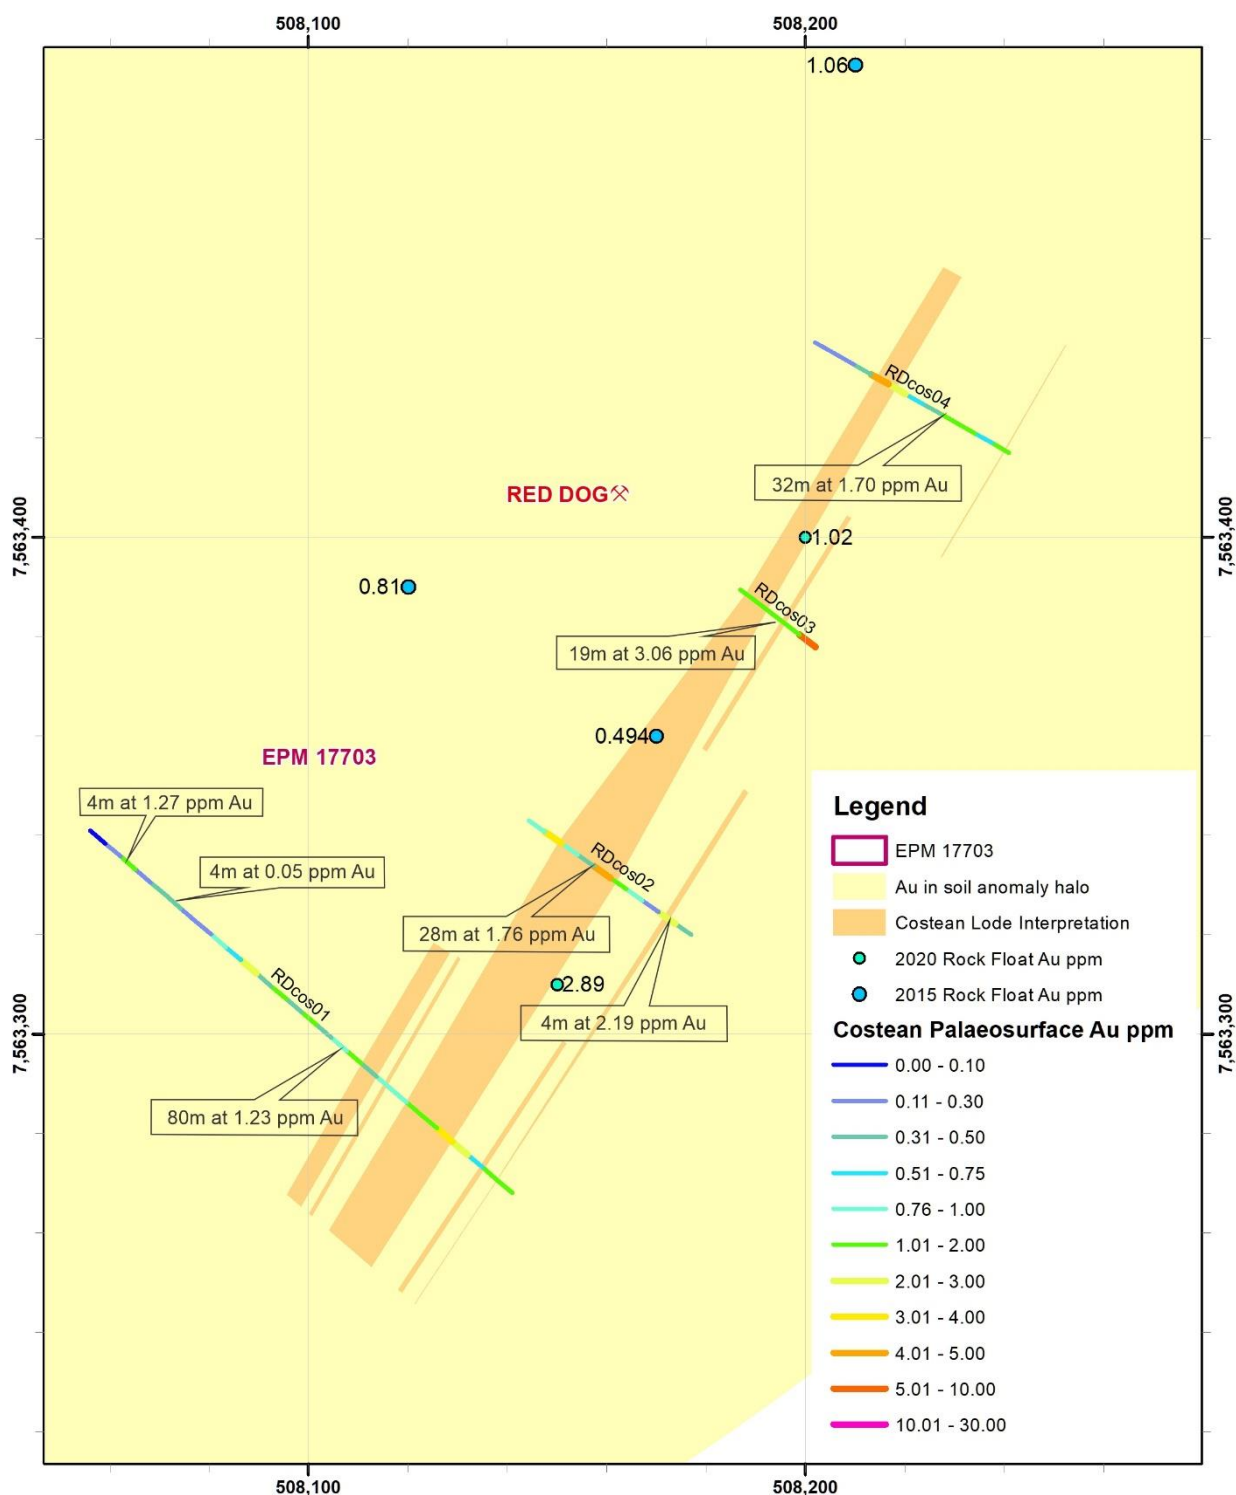 508,100
508,200
1.06
RDcos04
32m at 1.70 ppm Au
RED DOG
7,563,400
7,563,400
1.02
0.81
RDcos03
19m at 3.06 ppm Au
0.494
EPM 17703
4m at 1.27 ppm Au
4m at 0.05 ppm Au
RDcos02
28m at 1.76 ppm Au
RDcos01
2.89
4m at 2.19 ppm Au
7,563,300
7,563,300
80m at 1.23 ppm Au
Legend
EPM 17703
Au in soil anomaly halo
Costean Lode Interpretation
2020 Rock Float Au ppm
2015 Rock Float Au ppm
Costean Palaeosurface Au ppm
0.00 - 0.10
0.11 - 0.30
0.31 - 0.50
0.51 - 0.75
0.76 - 1.00
1.01 - 2.00
2.01 - 3.00
3.01 - 4.00
4.01 - 5.00
5.01 - 10.00
10.01 - 30.00
508,100
508,200